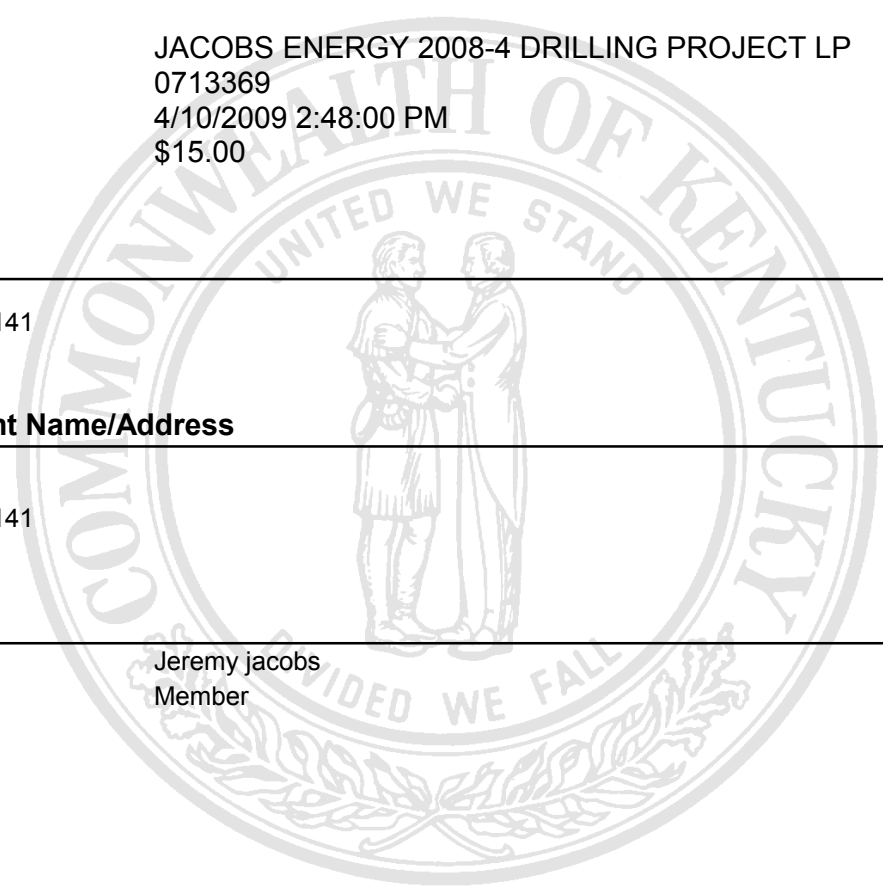 JACOBS ENERGY 2008-4 DRILLING PROJECT LP
0713369
4/10/2009 2:48:00 PM
$15.00
COMMONWEALTH OF KENTUCKY
UNITED WE STAND
141
nt Name/Address
141
Jeremy jacobs
Member
DIVIDED WE FALL